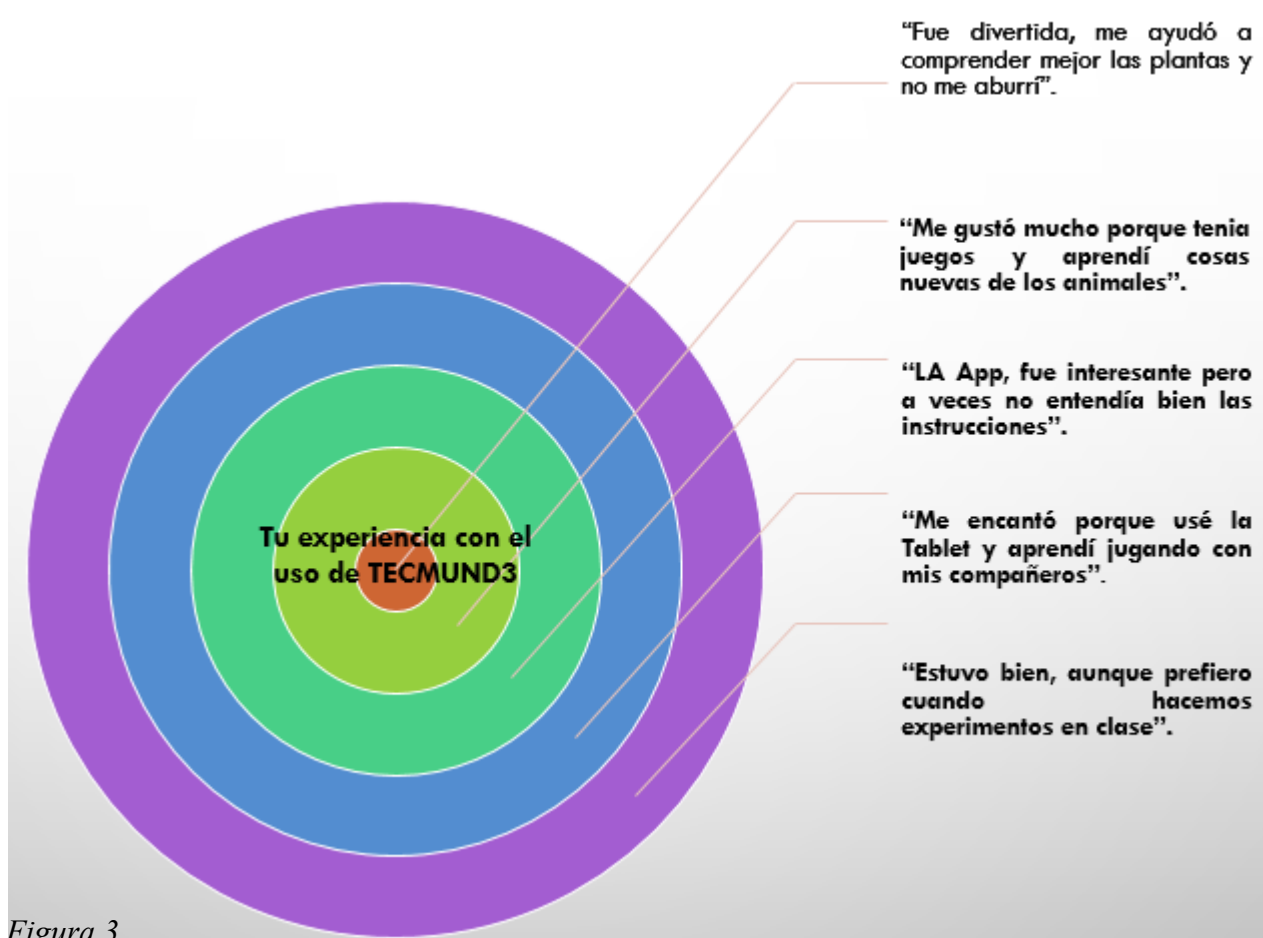 “Fue divertida, me ayudó a
comprender mejor las plantas y
no me aburrí”.
“Me gustó mucho porque tenia
juegos y aprendí cosas
nuevas de los animales”.
“LA App, fue interesante pero
a veces no entendía bien las
instrucciones”.
Tu experiencia con el
uso de TECMUND3
“Me encantó porque usé la
Tablet y aprendí jugando con
mis compañeros”.
“Estuvo bien, aunque prefiero
cuando hacemos
experimentos en clase”.
Figura 3